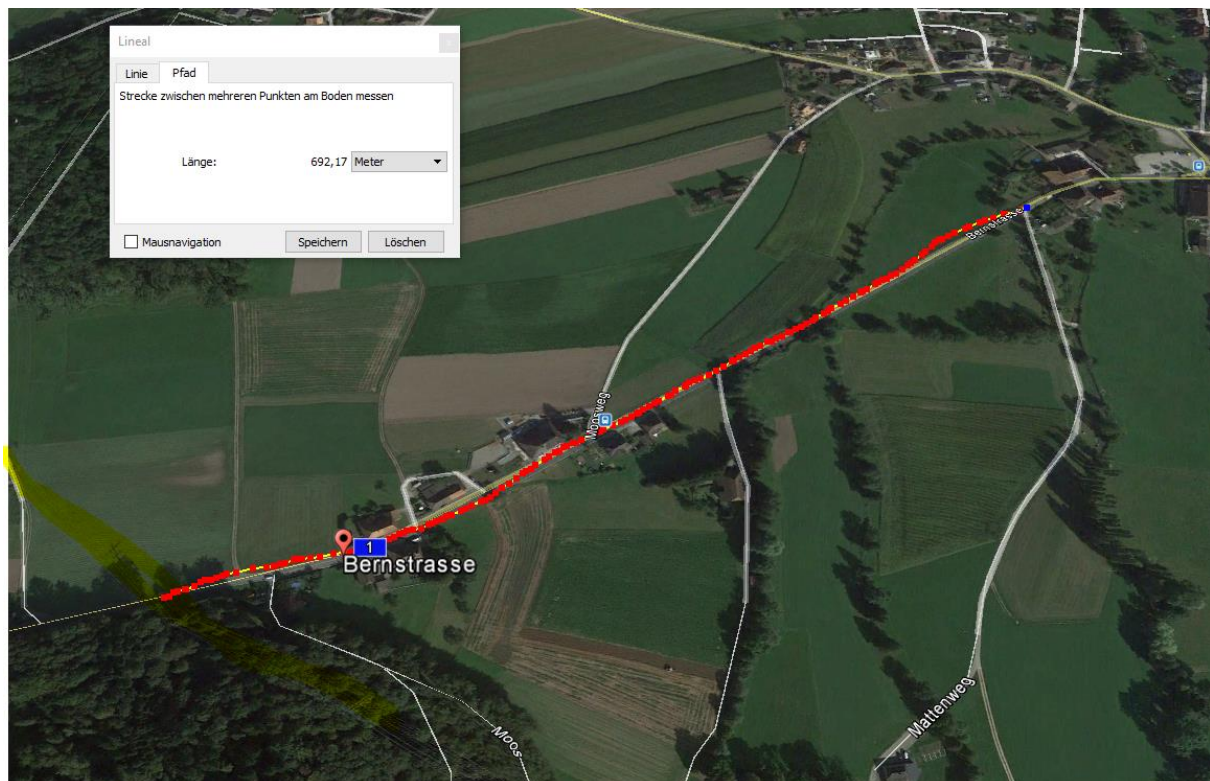 Lineal
Linie Pfad
Strecke zwischen mehreren Punkten am Boden messen
Länge: 692,17 Meter
Mausnavigation Speichern Löschen
Bernstrasse
Moosweg
1
Bernstrasse
Mattenweg
Moos